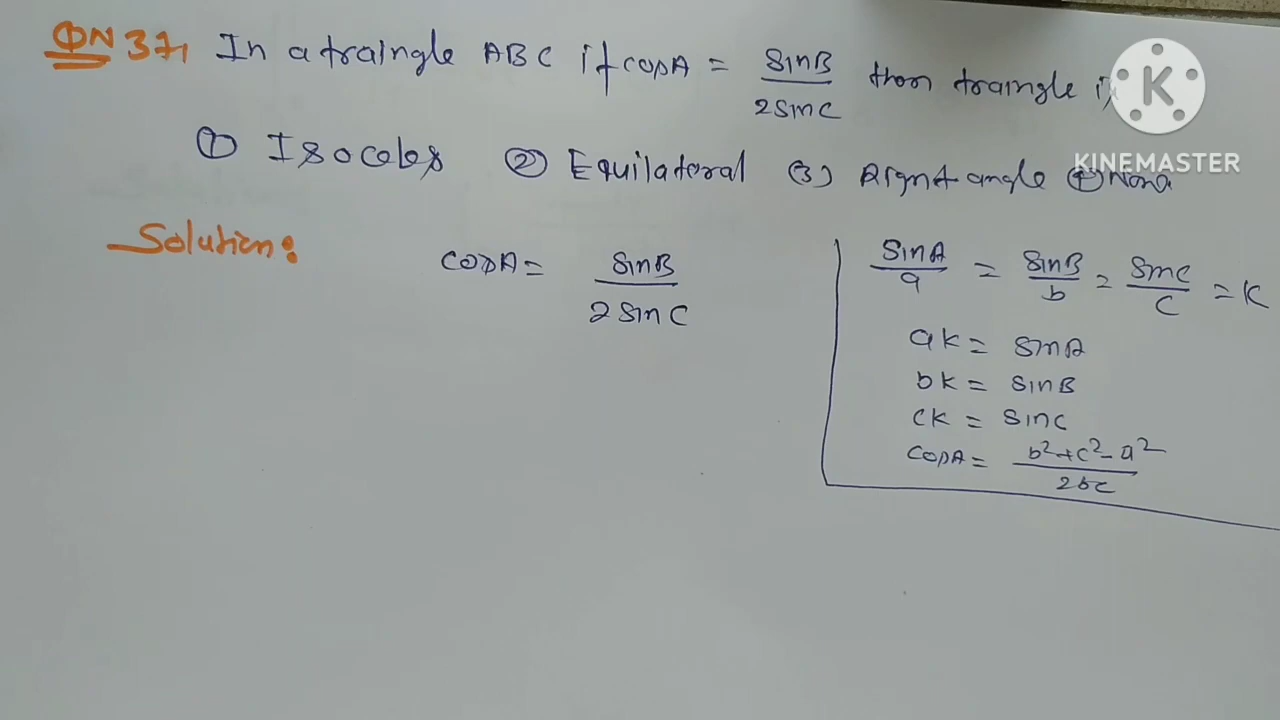 QN 37, In a traingle ABC if cosA = sinB / 2sinC then traingle is
① Isoceles ② Equilateral (3) Right angle ④ None
K
KINEMASTER
Solution:
cosA = sinB / 2sinC
sinA / a = sinB / b = sinC / c = K
ak = sinA
bk = sinB
ck = sinC
cosA = b²+c²-a² / 2bc